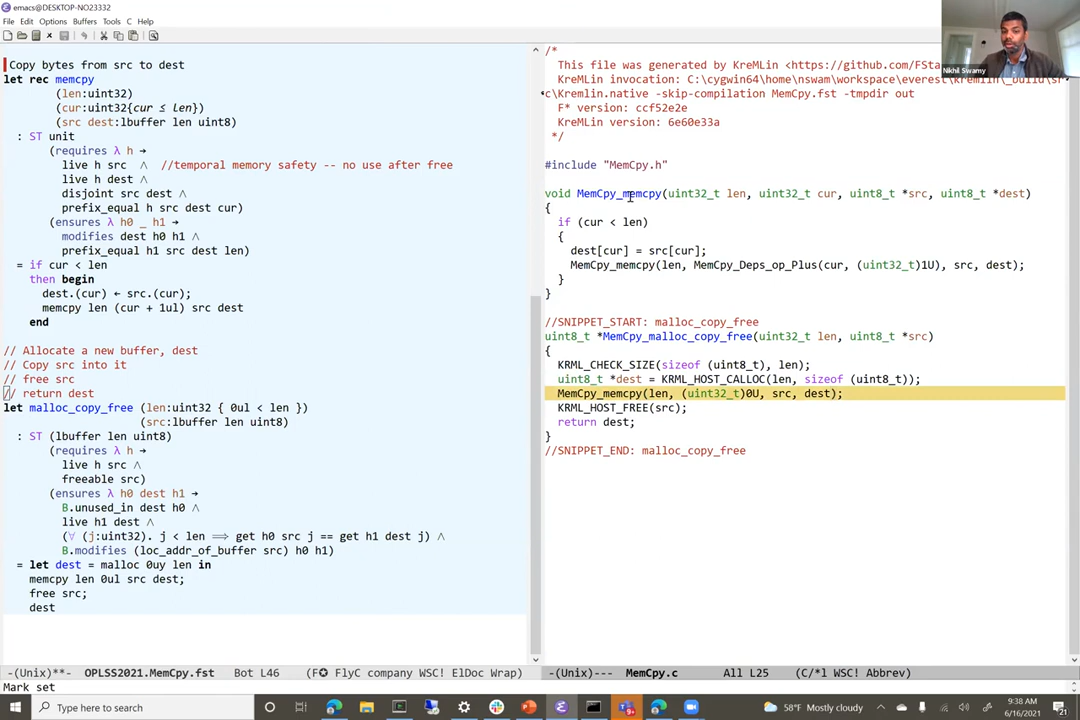 emacs@DESKTOP-NO23332
File Edit Options Buffers Tools C Help
Copy bytes from src to dest
let rec memcpy
(len:uint32)
(cur:uint32{cur ≤ len})
(src dest:lbuffer len uint8)
: ST unit
(requires λ h →
live h src ∧ //temporal memory safety -- no use after free
live h dest ∧
disjoint src dest ∧
prefix_equal h src dest cur)
(ensures λ h0 _ h1 →
modifies dest h0 h1 ∧
prefix_equal h1 src dest len)
= if cur < len
then begin
dest.(cur) ← src.(cur);
memcpy len (cur + 1ul) src dest
end
// Allocate a new buffer, dest
// Copy src into it
// free src
// return dest
let malloc_copy_free (len:uint32 { 0ul < len })
(src:lbuffer len uint8)
: ST (lbuffer len uint8)
(requires λ h →
live h src ∧
freeable src)
(ensures λ h0 dest h1 →
B.unused_in dest h0 ∧
live h1 dest ∧
(∀ (j:uint32). j < len ⟹ get h0 src j == get h1 dest j) ∧
B.modifies (loc_addr_of_buffer src) h0 h1)
= let dest = malloc 0uy len in
memcpy len 0ul src dest;
free src;
dest
-(Unix)**- OPLSS2021.MemCpy.fst Bot L46 (F✪ FlyC company WSC! ElDoc Wrap)
Mark set
/*
This file was generated by KreMLin <https://github.com/FSta
KreMLin invocation: C:\cygwin64\home\nswam\workspace\everest\kremlin\_build\sr
c\Kremlin.native -skip-compilation MemCpy.fst -tmpdir out
F* version: ccf52e2e
KreMLin version: 6e60e33a
*/
#include "MemCpy.h"
void MemCpy_memcpy(uint32_t len, uint32_t cur, uint8_t *src, uint8_t *dest)
{
if (cur < len)
{
dest[cur] = src[cur];
MemCpy_memcpy(len, MemCpy_Deps_op_Plus(cur, (uint32_t)1U), src, dest);
}
}
//SNIPPET_START: malloc_copy_free
uint8_t *MemCpy_malloc_copy_free(uint32_t len, uint8_t *src)
{
KRML_CHECK_SIZE(sizeof (uint8_t), len);
uint8_t *dest = KRML_HOST_CALLOC(len, sizeof (uint8_t));
MemCpy_memcpy(len, (uint32_t)0U, src, dest);
KRML_HOST_FREE(src);
return dest;
}
//SNIPPET_END: malloc_copy_free
-(Unix)--- MemCpy.c All L25 (C/*l WSC! Abbrev)
Nikhil Swamy
Type here to search
58°F Mostly cloudy
9:38 AM
6/16/2021
21